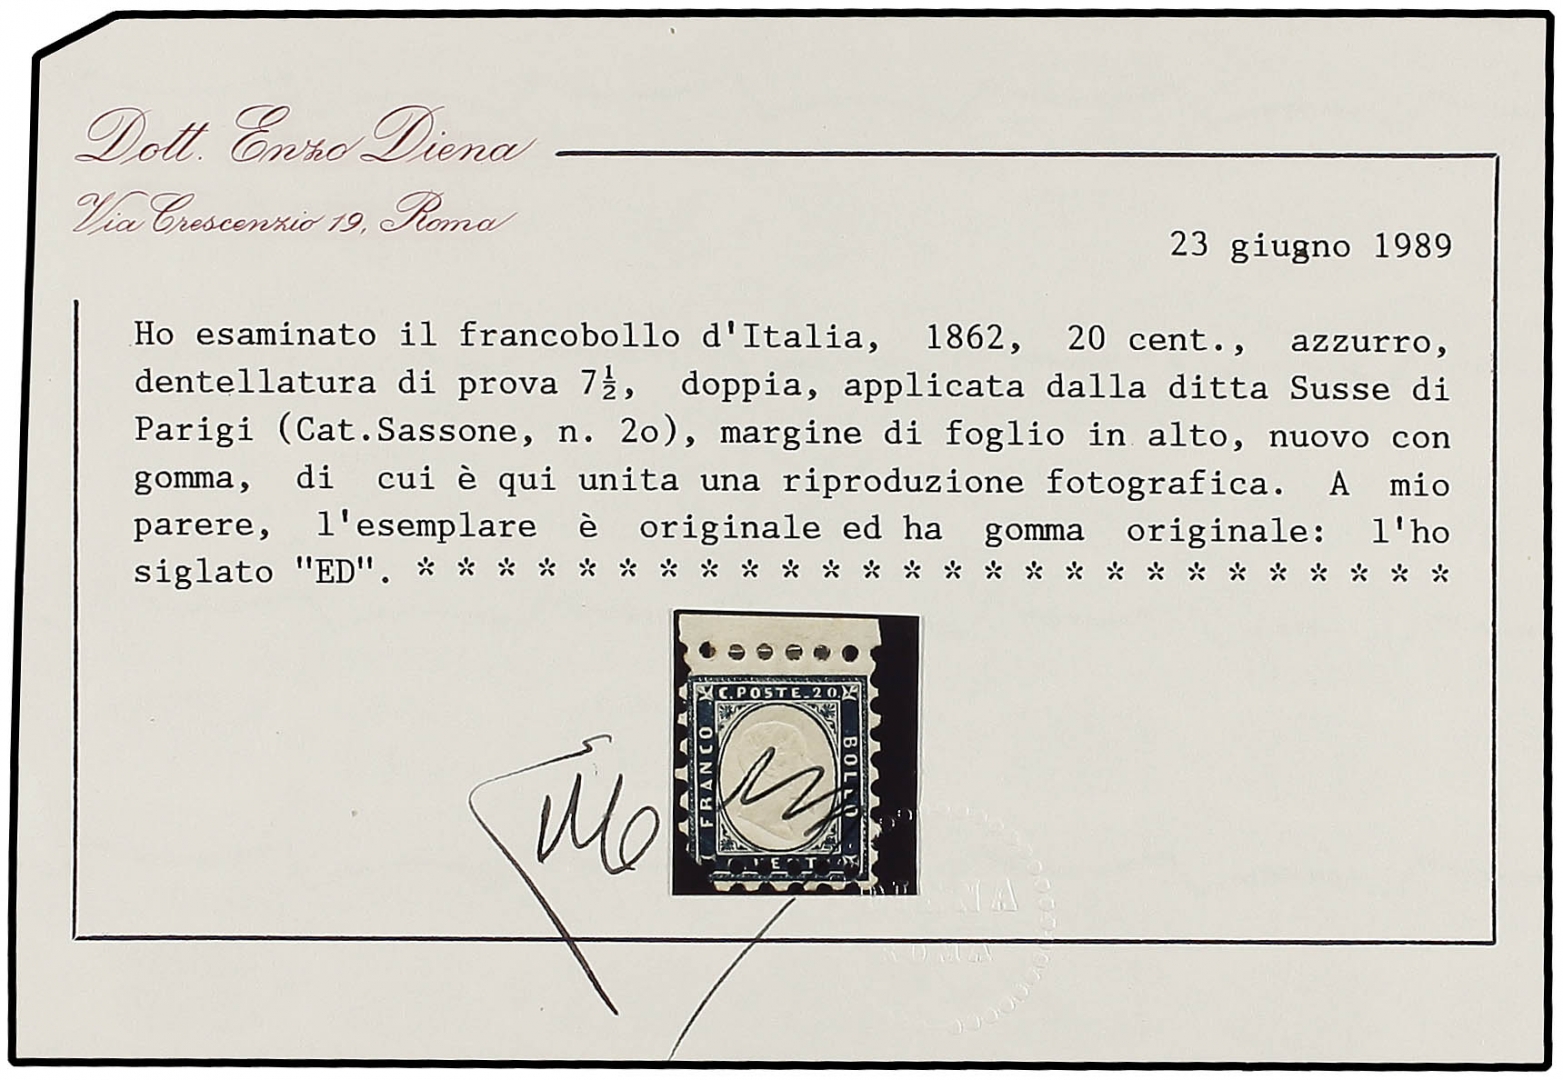 Dott. Enzo Diena
Via Crescenzio 19, Roma
23 giugno 1989
Ho esaminato il francobollo d'Italia, 1862, 20 cent., azzurro,
dentellatura di prova 7½, doppia, applicata dalla ditta Susse di
Parigi (Cat.Sassone, n. 2o), margine di foglio in alto, nuovo con
gomma, di cui è qui unita una riproduzione fotografica. A mio
parere, l'esemplare è originale ed ha gomma originale: l'ho
siglato "ED". * * * * * * * * * * * * * * * * * * * * * * * * * *
C. POSTE. 20
FRANCO
BOLLO